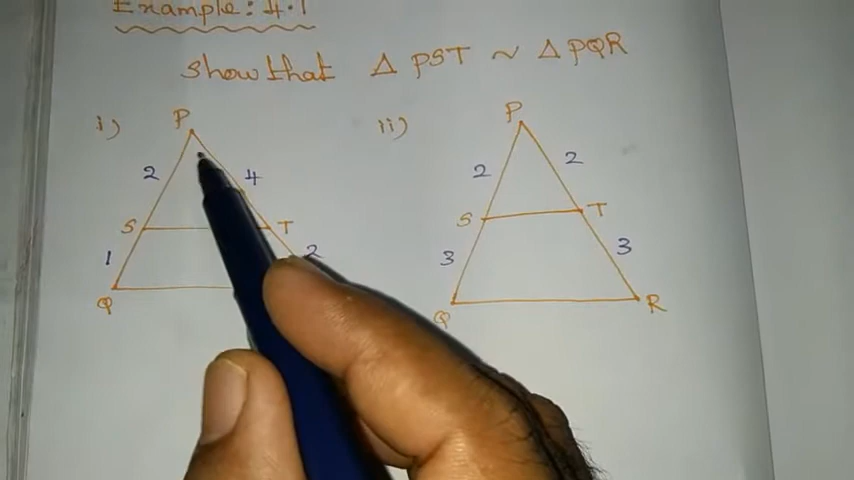 Example: 4.1
show that △ PST ~ △ PQR
i)
P
2
4
S
T
1
2
Q
ii)
P
2
2
S
T
3
3
Q
R